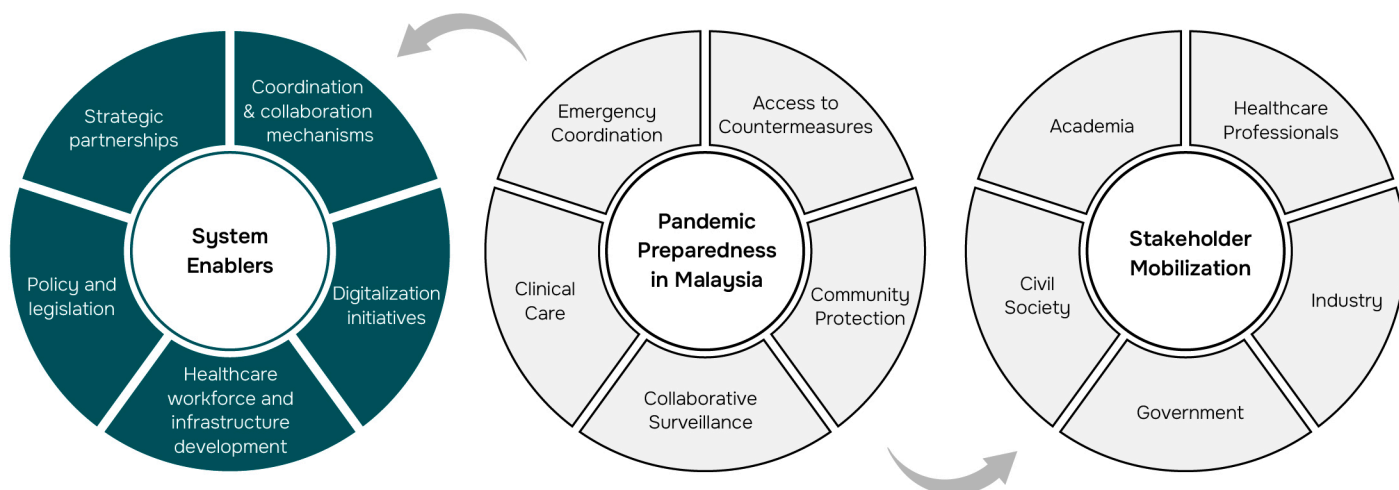 Strategic
partnerships
Coordination
& collaboration
mechanisms
Digitalization
initiatives
Healthcare
workforce and
infrastructure
development
Policy and
legislation
System
Enablers
Emergency
Coordination
Access to
Countermeasures
Community
Protection
Collaborative
Surveillance
Clinical
Care
Pandemic
Preparedness
in Malaysia
Academia
Healthcare
Professionals
Industry
Government
Civil
Society
Stakeholder
Mobilization